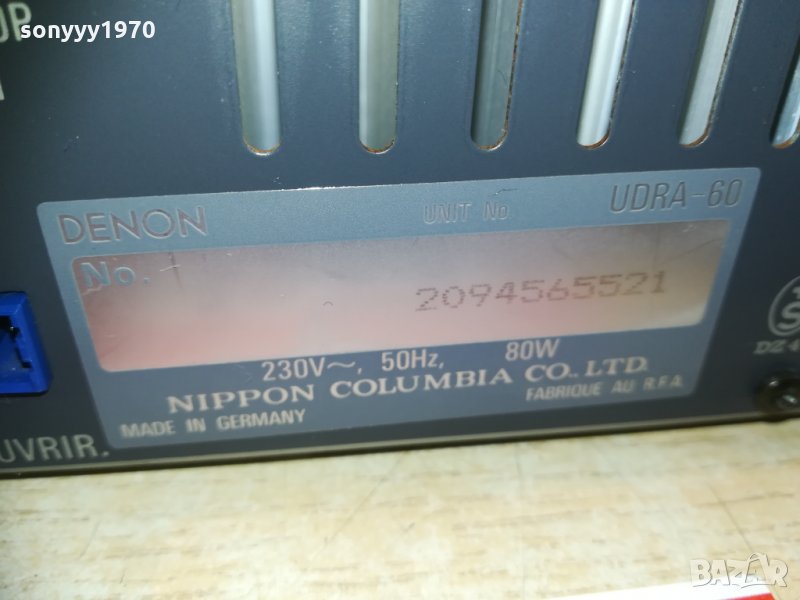 sonyyy1970
DENON UNIT No UDRA-60
No. 2094565521
230V~, 50Hz, 80W
NIPPON COLUMBIA CO., LTD.
MADE IN GERMANY FABRIQUE AU R.F.A.
UVRIR.
BAZAR